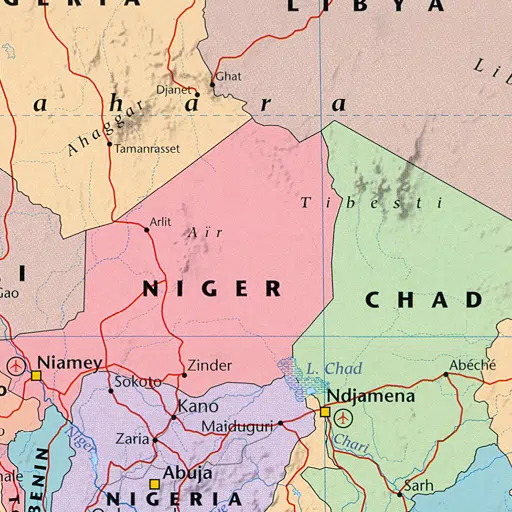 GERIA
LIBYA
Ghat
Djanet
Lib
ahara
Ahaggar
Tamanrasset
Tibesti
Arlit
Aïr
I
Gao
NIGER
CHAD
Niamey
Zinder
L. Chad
Abéché
Sokoto
Ndjamena
Kano
Maiduguri
Niger
Zaria
Chari
BENIN
Abuja
Sarh
NIGERIA